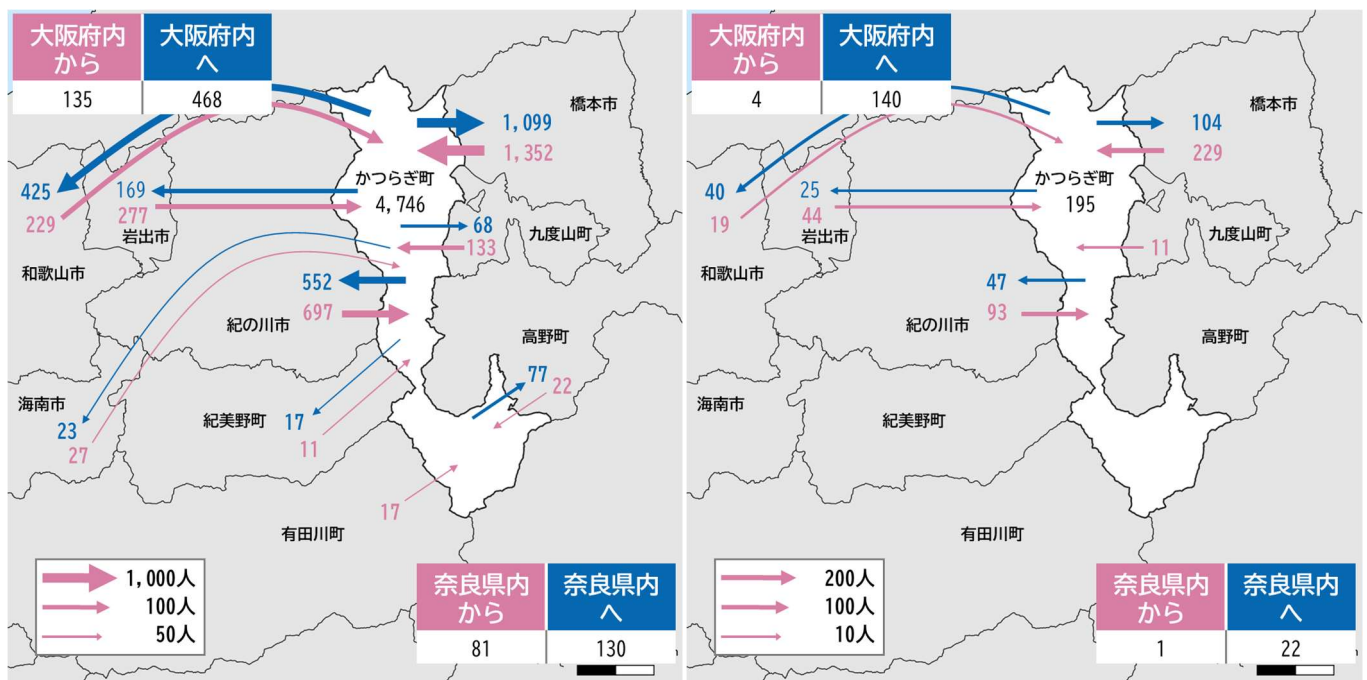 大阪府内
から
大阪府内
へ
135
468
橋本市
1,099
1,352
かつらぎ町
4,746
425
229
169
277
岩出市
和歌山市
68
133
九度山町
552
697
紀の川市
高野町
77
22
海南市
23
27
紀美野町
17
11
17
有田川町
1,000人
100人
50人
奈良県内
から
奈良県内
へ
81
130
大阪府内
から
大阪府内
へ
4
140
橋本市
104
229
かつらぎ町
195
40
19
25
44
岩出市
和歌山市
11
九度山町
47
93
紀の川市
高野町
海南市
紀美野町
有田川町
200人
100人
10人
奈良県内
から
奈良県内
へ
1
22